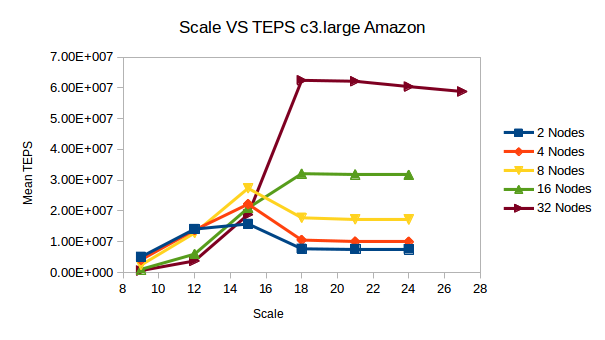 Scale VS TEPS c3.large Amazon
7.00E+007
6.00E+007
5.00E+007
4.00E+007
3.00E+007
2.00E+007
1.00E+007
0.00E+000
Mean TEPS
8 10 12 14 16 18 20 22 24 26 28
Scale
2 Nodes
4 Nodes
8 Nodes
16 Nodes
32 Nodes